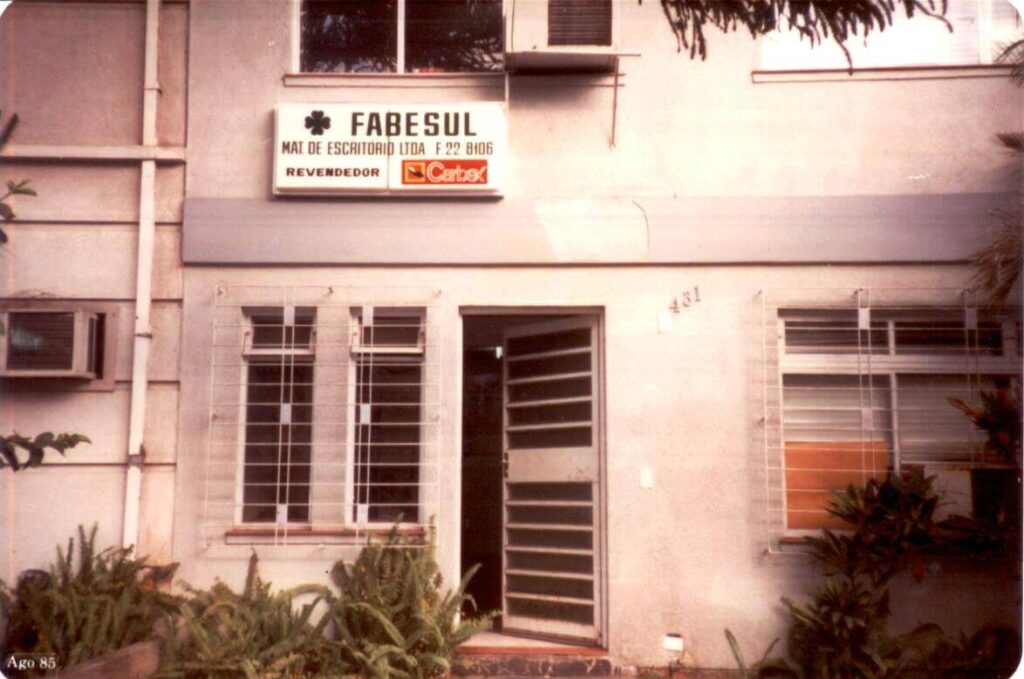 FABESUL
MAT. DE ESCRITORIO LTDA F. 22 8106
REVENDEDOR Carbex
431
Ago 85